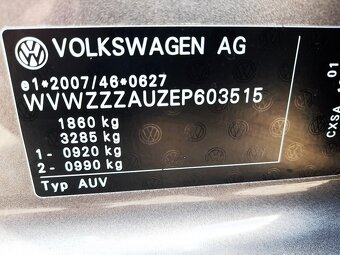 VOLKSWAGEN AG
e1*2007/46*0627
WVWZZZAUZEP603515
1860 kg
3285 kg
1- 0920 kg
2- 0990 kg
Typ AUV
01
CXSA